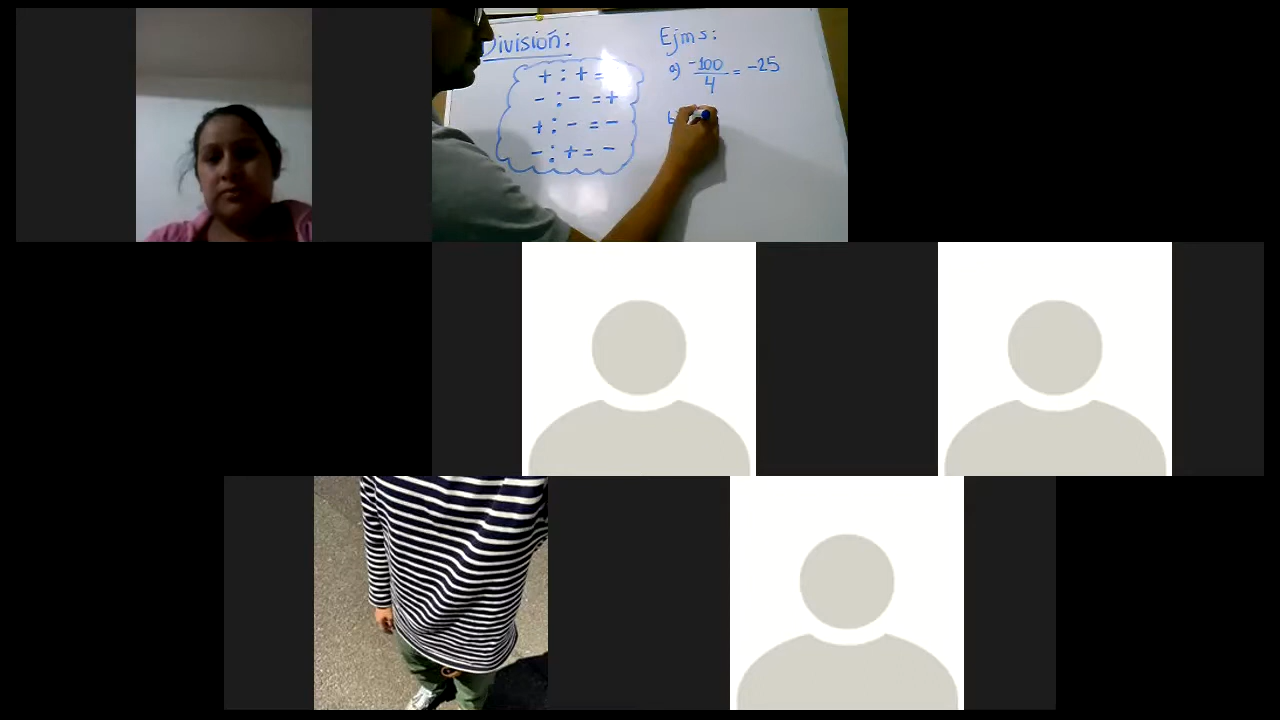 División:
+ : + =
- : - = +
+ : - = -
- : + = -
Ejms:
a) -100/4 = -25
b)